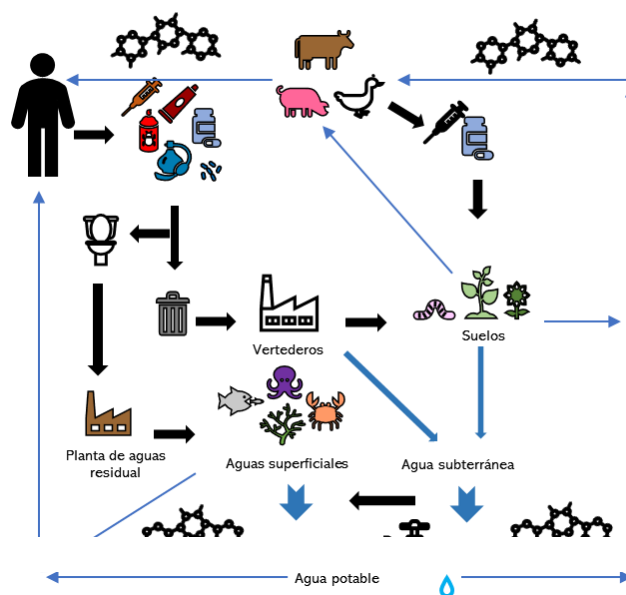 Vertederos
Suelos
Planta de aguas
residual
Aguas superficiales
Agua subterránea
Agua potable